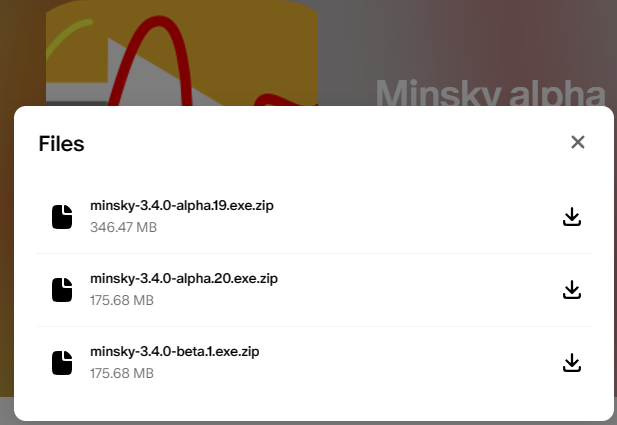 Minsky alpha
Files
minsky-3.4.0-alpha.19.exe.zip
346.47 MB
minsky-3.4.0-alpha.20.exe.zip
175.68 MB
minsky-3.4.0-beta.1.exe.zip
175.68 MB